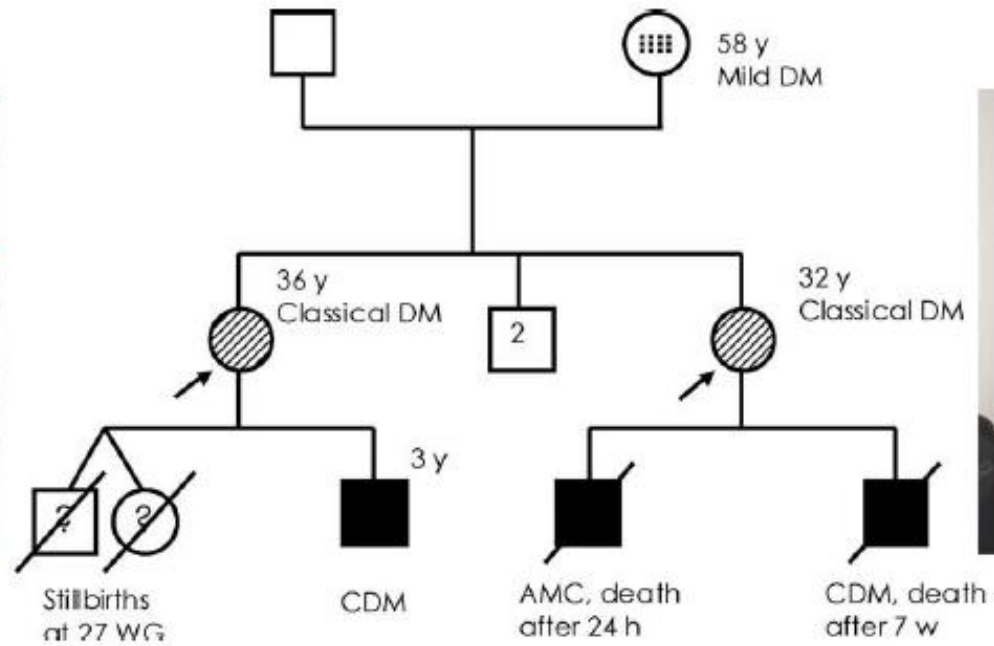 58 y
Mild DM
36 y
Classical DM
2
32 y
Classical DM
3 y
?
?
Stillbirths
at 27 WG
CDM
AMC, death
after 24 h
CDM, death
after 7 w